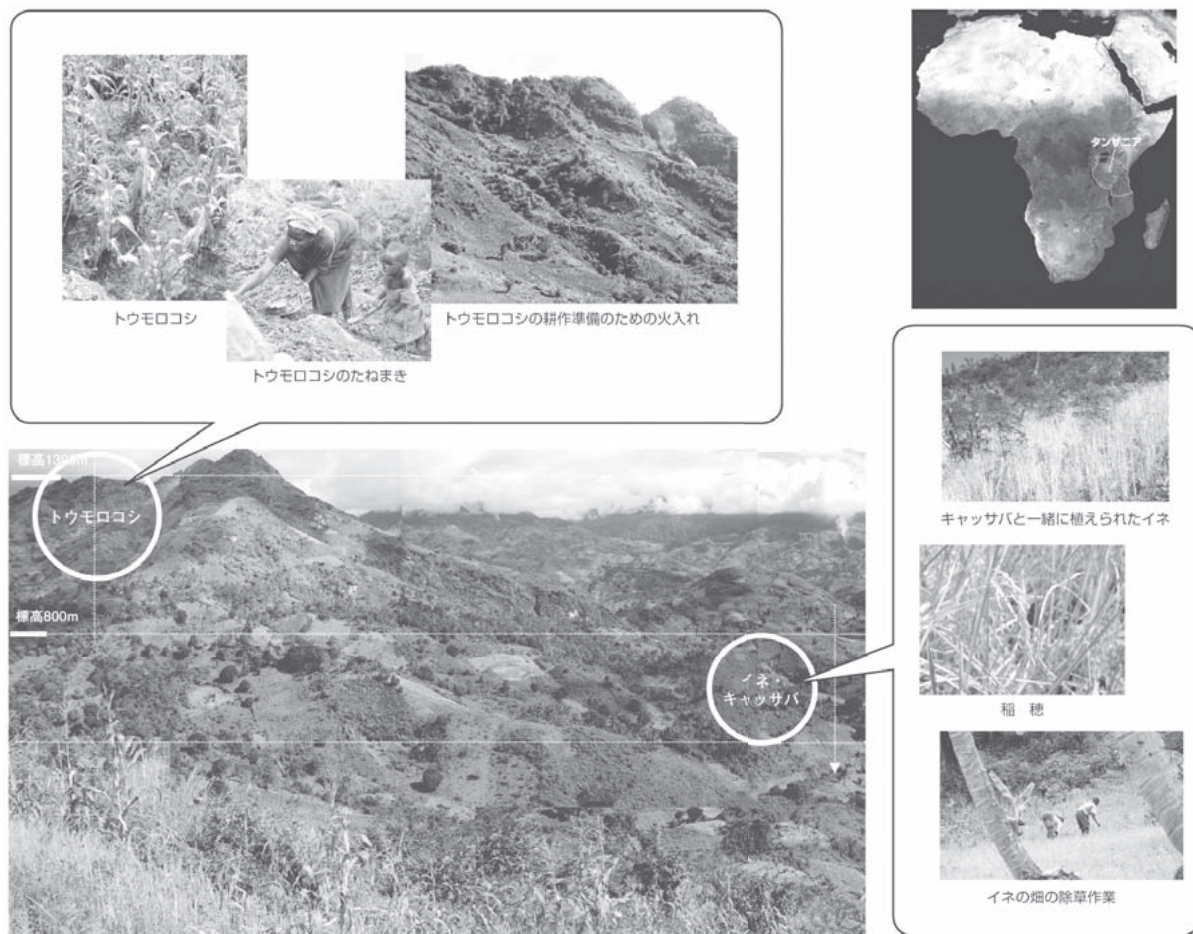 トウモロコシ
トウモロコシのたねまき
トウモロコシの耕作準備のための火入れ
タンザニア
トウモロコシ
標高800m
イネ・
キャッサバ
キャッサバと一緒に植えられたイネ
稲 穂
イネの畑の除草作業